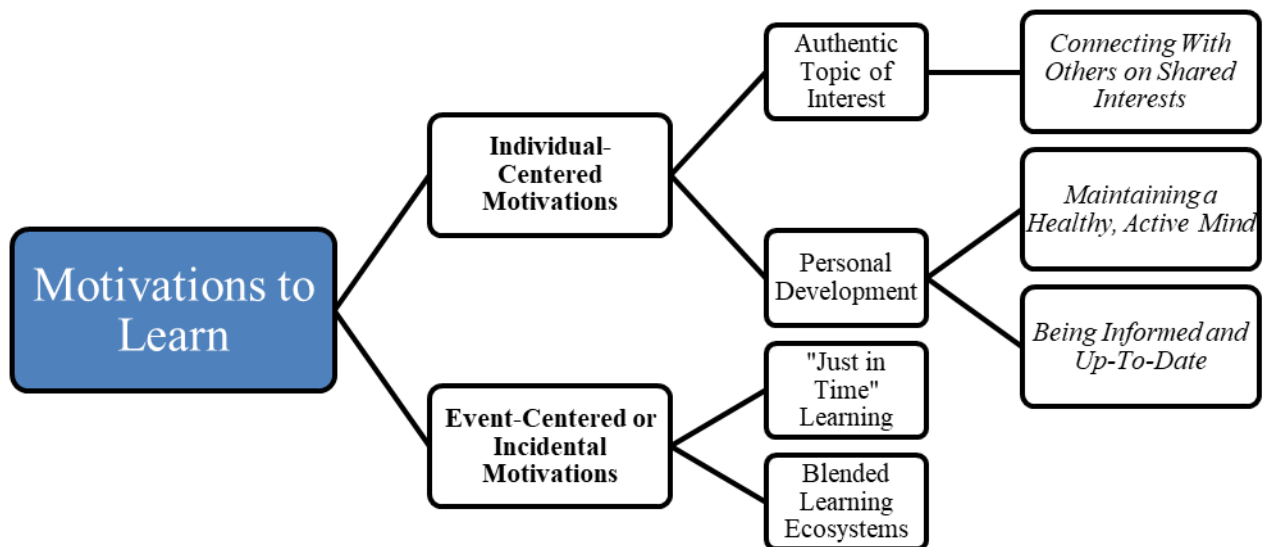 Motivations to
Learn
Individual-
Centered
Motivations
Authentic
Topic of
Interest
Connecting With
Others on Shared
Interests
Personal
Development
Maintaining a
Healthy, Active Mind
Being Informed and
Up-To-Date
Event-Centered or
Incidental
Motivations
"Just in
Time"
Learning
Blended
Learning
Ecosystems